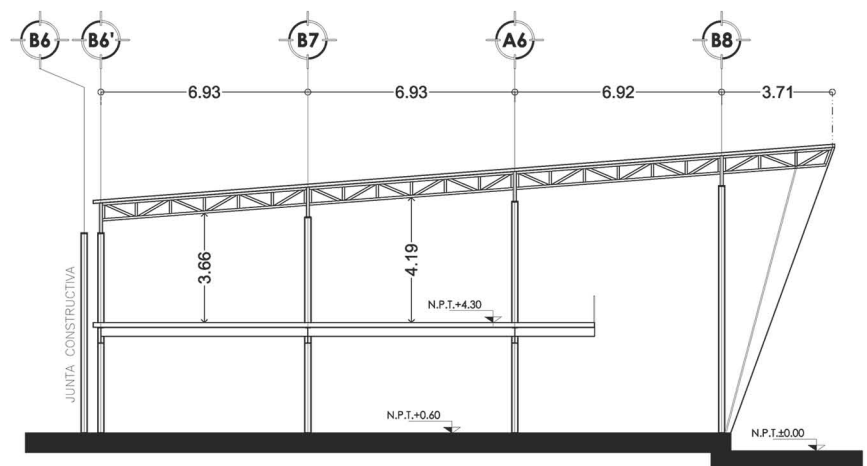 B6 B6' B7 A6 B8
6.93 6.93 6.92 3.71
3.66
4.19
N.P.T.+4.30
JUNTA CONSTRUCTIVA
N.P.T.+0.60
N.P.T.±0.00